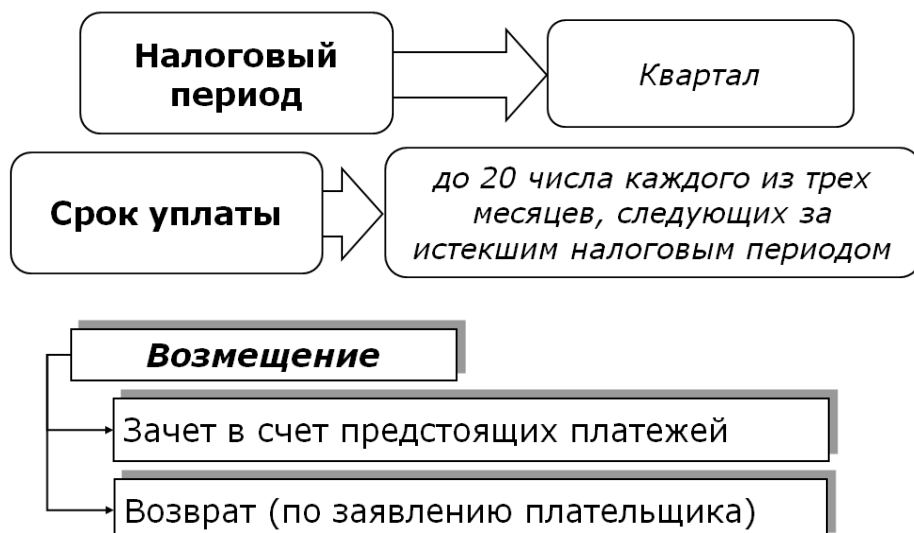 Налоговый
период
Квартал
Срок уплаты
до 20 числа каждого из трех
месяцев, следующих за
истекшим налоговым периодом
Возмещение
Зачет в счет предстоящих платежей
Возврат (по заявлению плательщика)